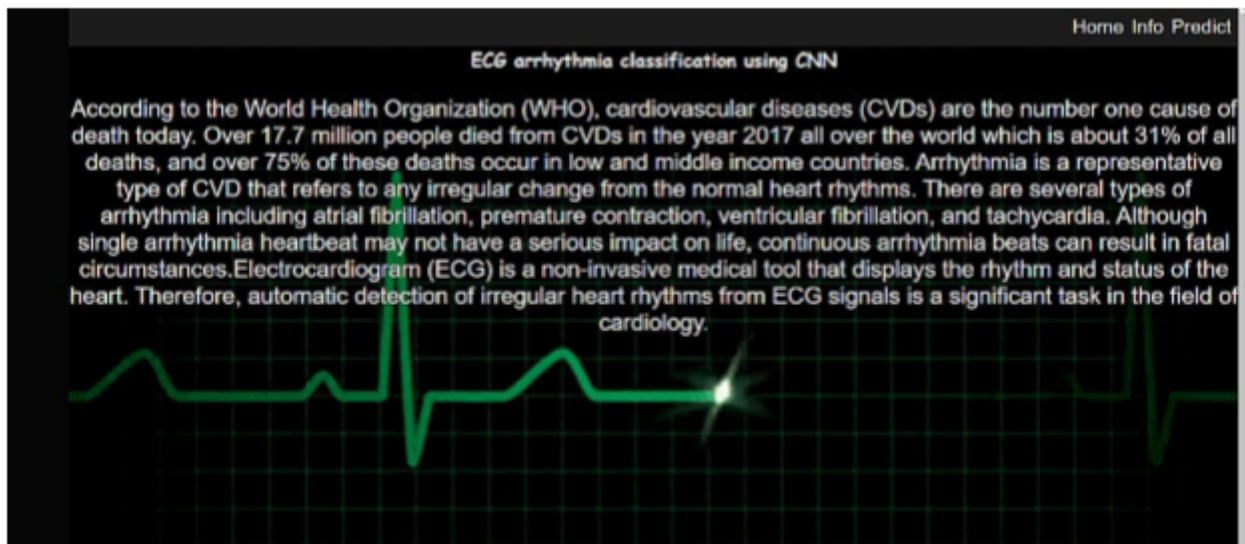 Home Info Predict
ECG arrhythmia classification using CNN
According to the World Health Organization (WHO), cardiovascular diseases (CVDs) are the number one cause of
death today. Over 17.7 million people died from CVDs in the year 2017 all over the world which is about 31% of all
deaths, and over 75% of these deaths occur in low and middle income countries. Arrhythmia is a representative
type of CVD that refers to any irregular change from the normal heart rhythms. There are several types of
arrhythmia including atrial fibrillation, premature contraction, ventricular fibrillation, and tachycardia. Although
single arrhythmia heartbeat may not have a serious impact on life, continuous arrhythmia beats can result in fatal
circumstances.Electrocardiogram (ECG) is a non-invasive medical tool that displays the rhythm and status of the
heart. Therefore, automatic detection of irregular heart rhythms from ECG signals is a significant task in the field of
cardiology.